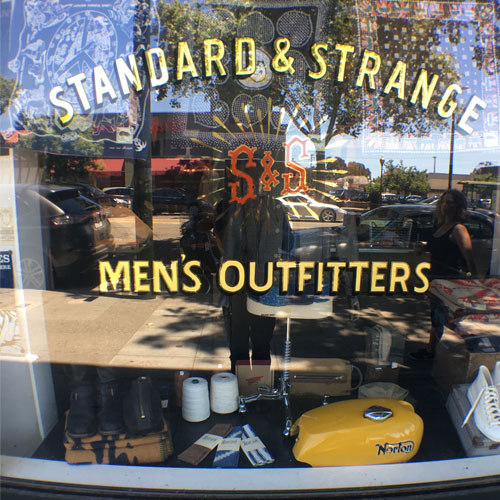 STANDARD & STRANGE
S&S
MEN'S OUTFITTERS
Norton